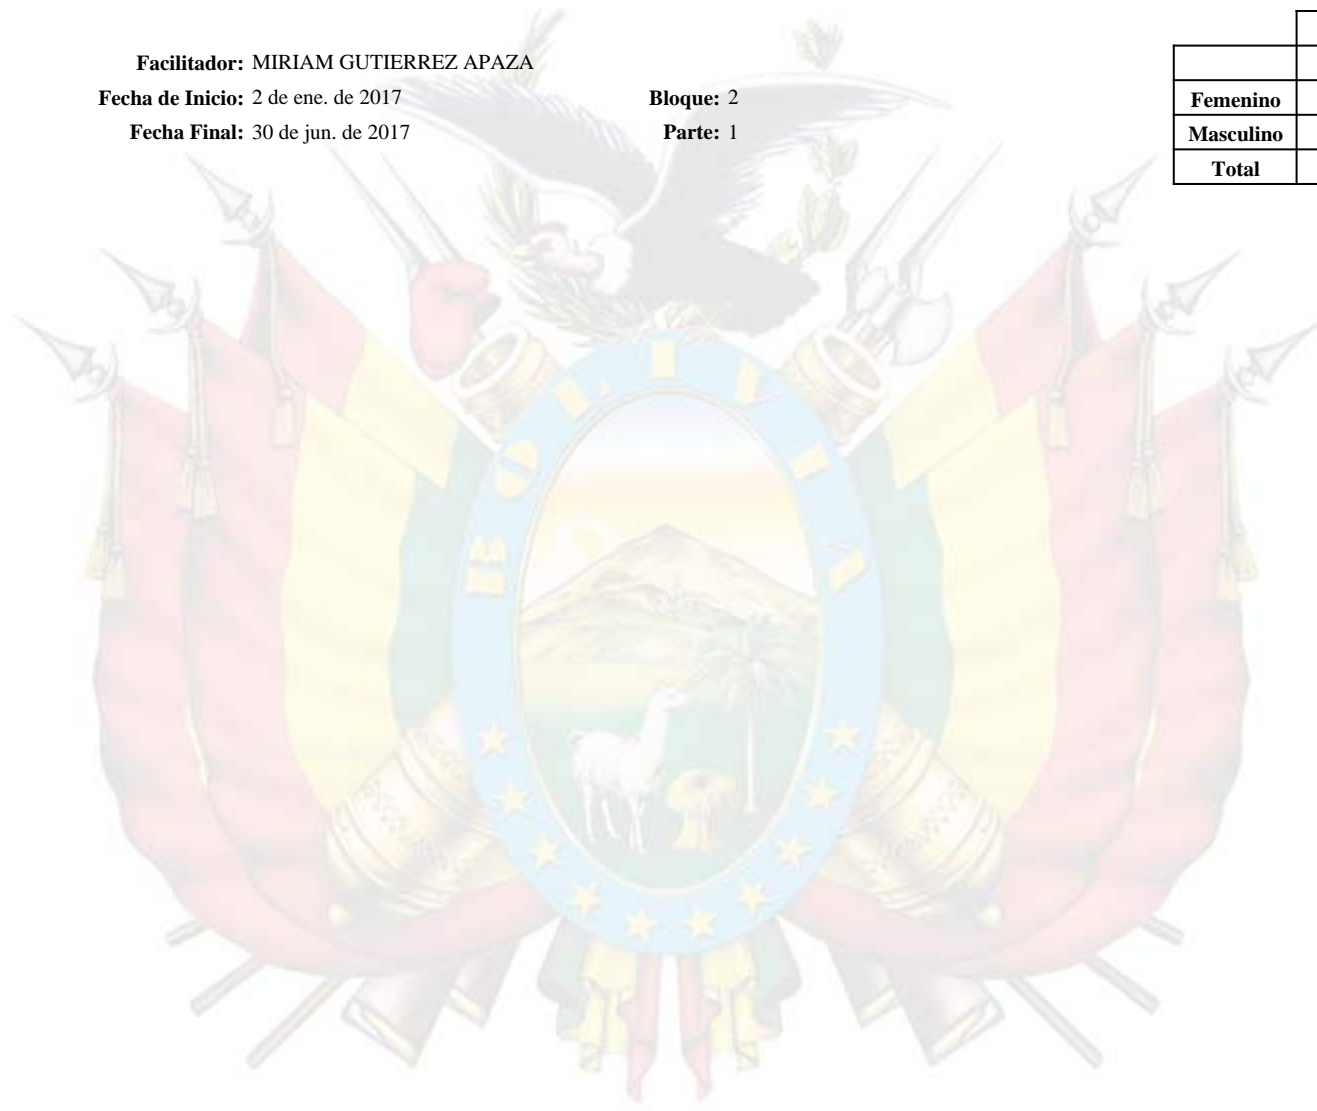 Facilitador: MIRIAM GUTIERREZ APAZA
Fecha de Inicio: 2 de ene. de 2017 Bloque: 2
Fecha Final: 30 de jun. de 2017 Parte: 1
Femenino
Masculino
Total
BOLIVIA